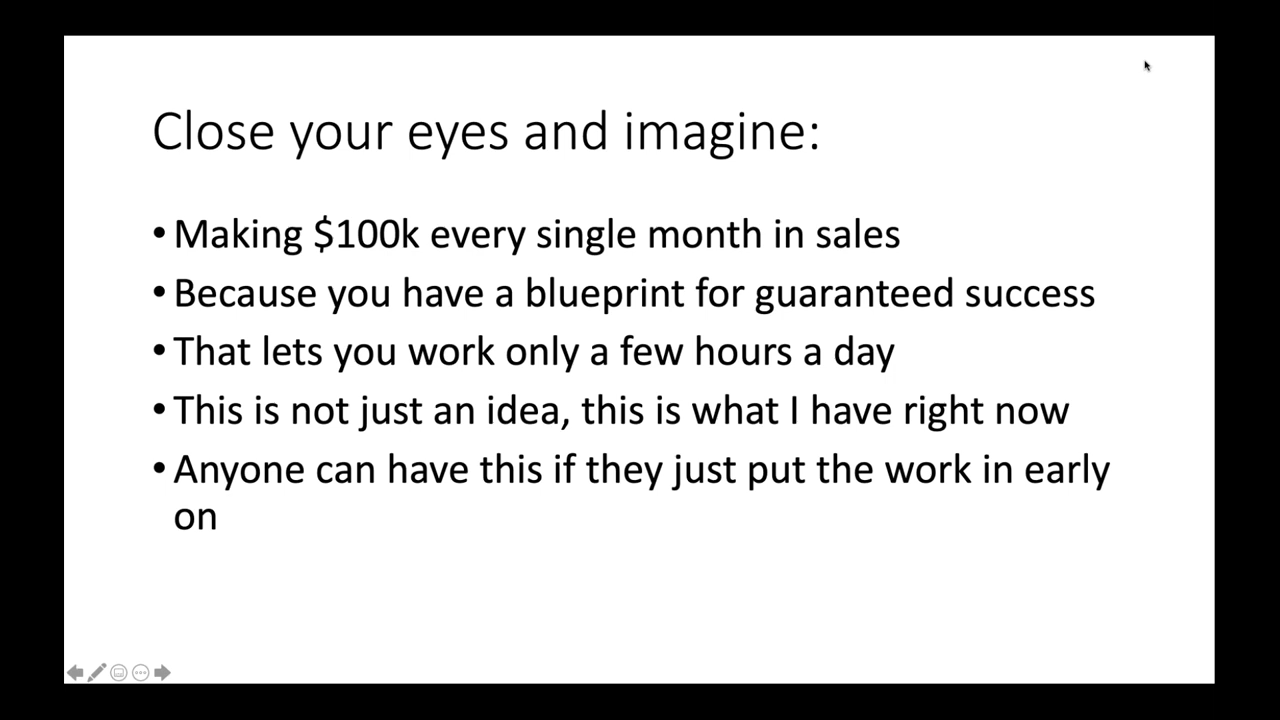 Close your eyes and imagine:
• Making $100k every single month in sales
• Because you have a blueprint for guaranteed success
• That lets you work only a few hours a day
• This is not just an idea, this is what I have right now
• Anyone can have this if they just put the work in early
on